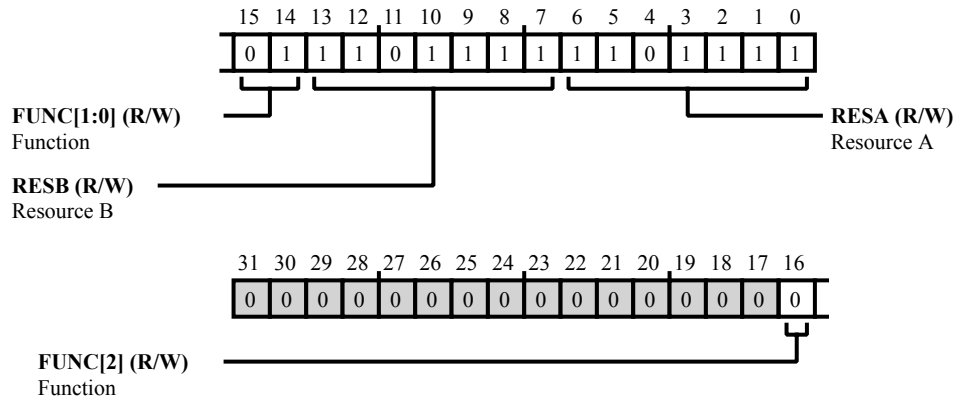 15 14 13 12 11 10 9 8 7 6 5 4 3 2 1 0
0 1 1 1 0 1 1 1 1 1 1 0 1 1 1 1
FUNC[1:0] (R/W)
Function
RESA (R/W)
Resource A
RESB (R/W)
Resource B
31 30 29 28 27 26 25 24 23 22 21 20 19 18 17 16
0 0 0 0 0 0 0 0 0 0 0 0 0 0 0 0
FUNC[2] (R/W)
Function